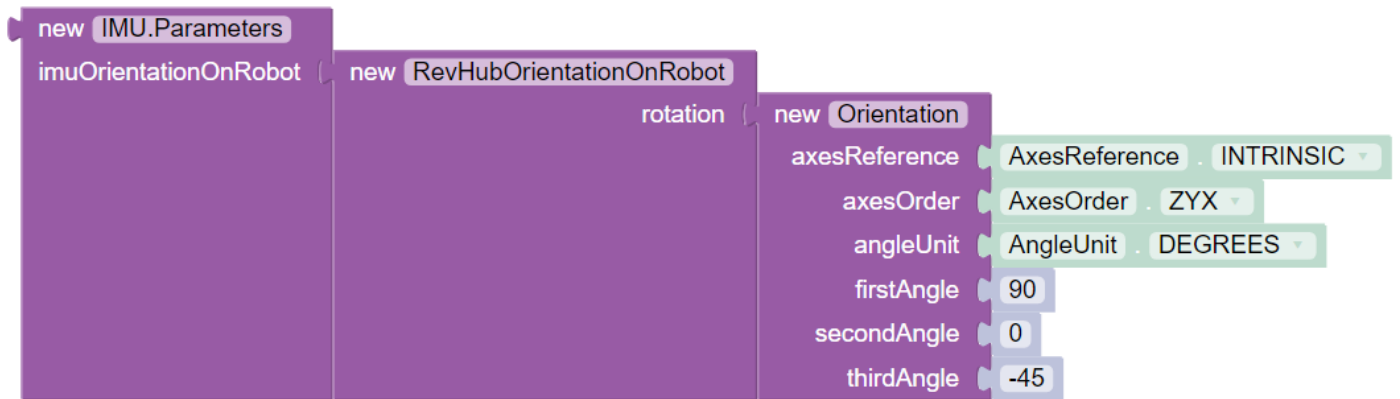 new IMU.Parameters
imuOrientationOnRobot new RevHubOrientationOnRobot
rotation new Orientation
axesReference AxesReference . INTRINSIC
axesOrder AxesOrder . ZYX
angleUnit AngleUnit . DEGREES
firstAngle 90
secondAngle 0
thirdAngle -45